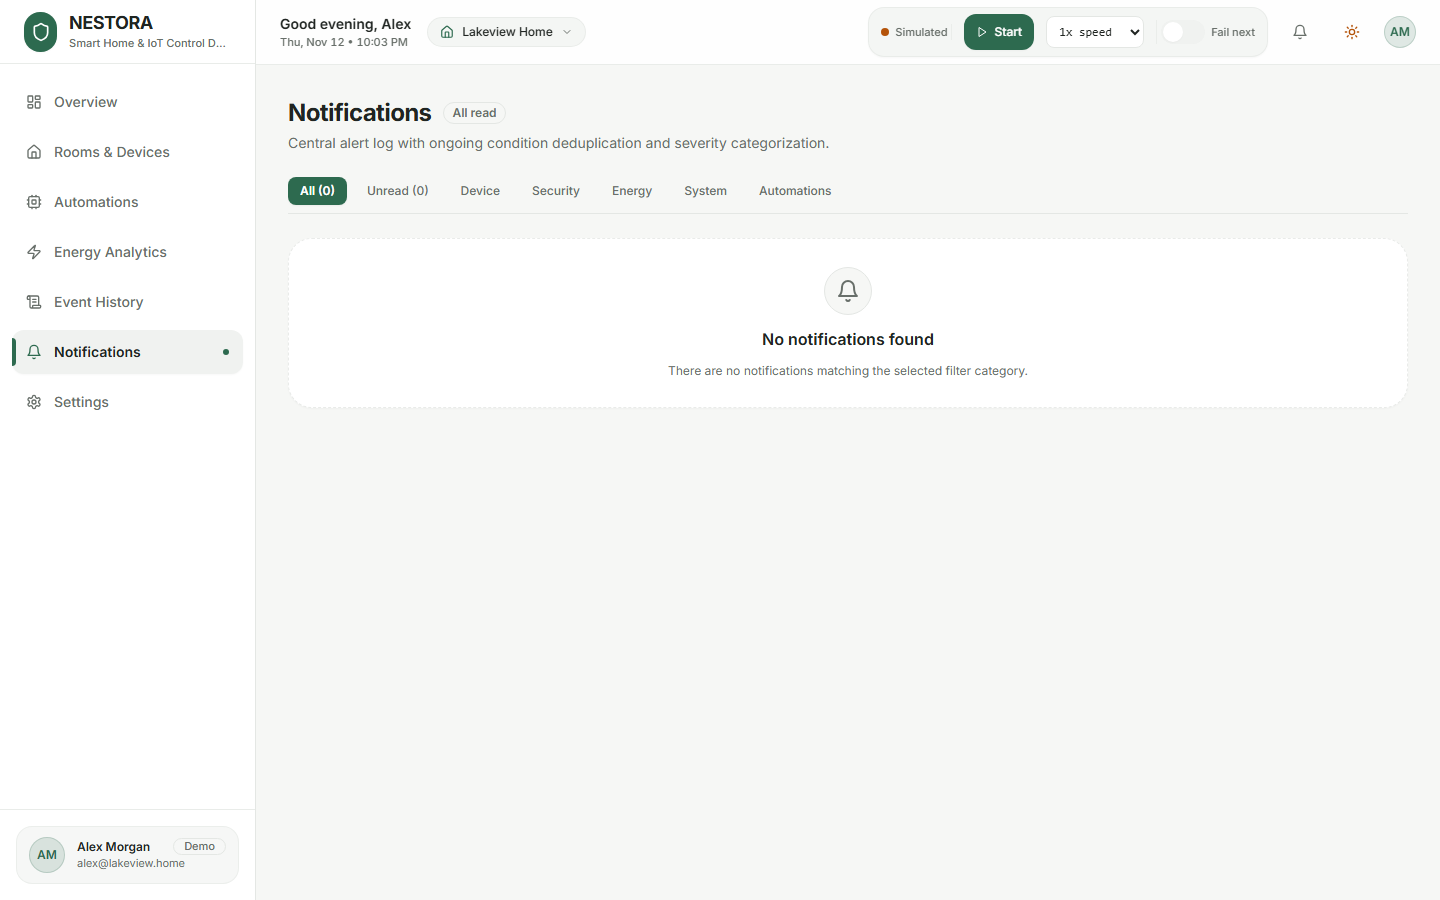 NESTORA
Smart Home & IoT Control D...
Overview
Rooms & Devices
Automations
Energy Analytics
Event History
Notifications
Settings
AM
Alex Morgan
Demo
alex@lakeview.home
Good evening, Alex
Thu, Nov 12 • 10:03 PM
Lakeview Home
Simulated
Start
1x speed
Fail next
AM
Notifications
All read
Central alert log with ongoing condition deduplication and severity categorization.
All (0)
Unread (0)
Device
Security
Energy
System
Automations
No notifications found
There are no notifications matching the selected filter category.